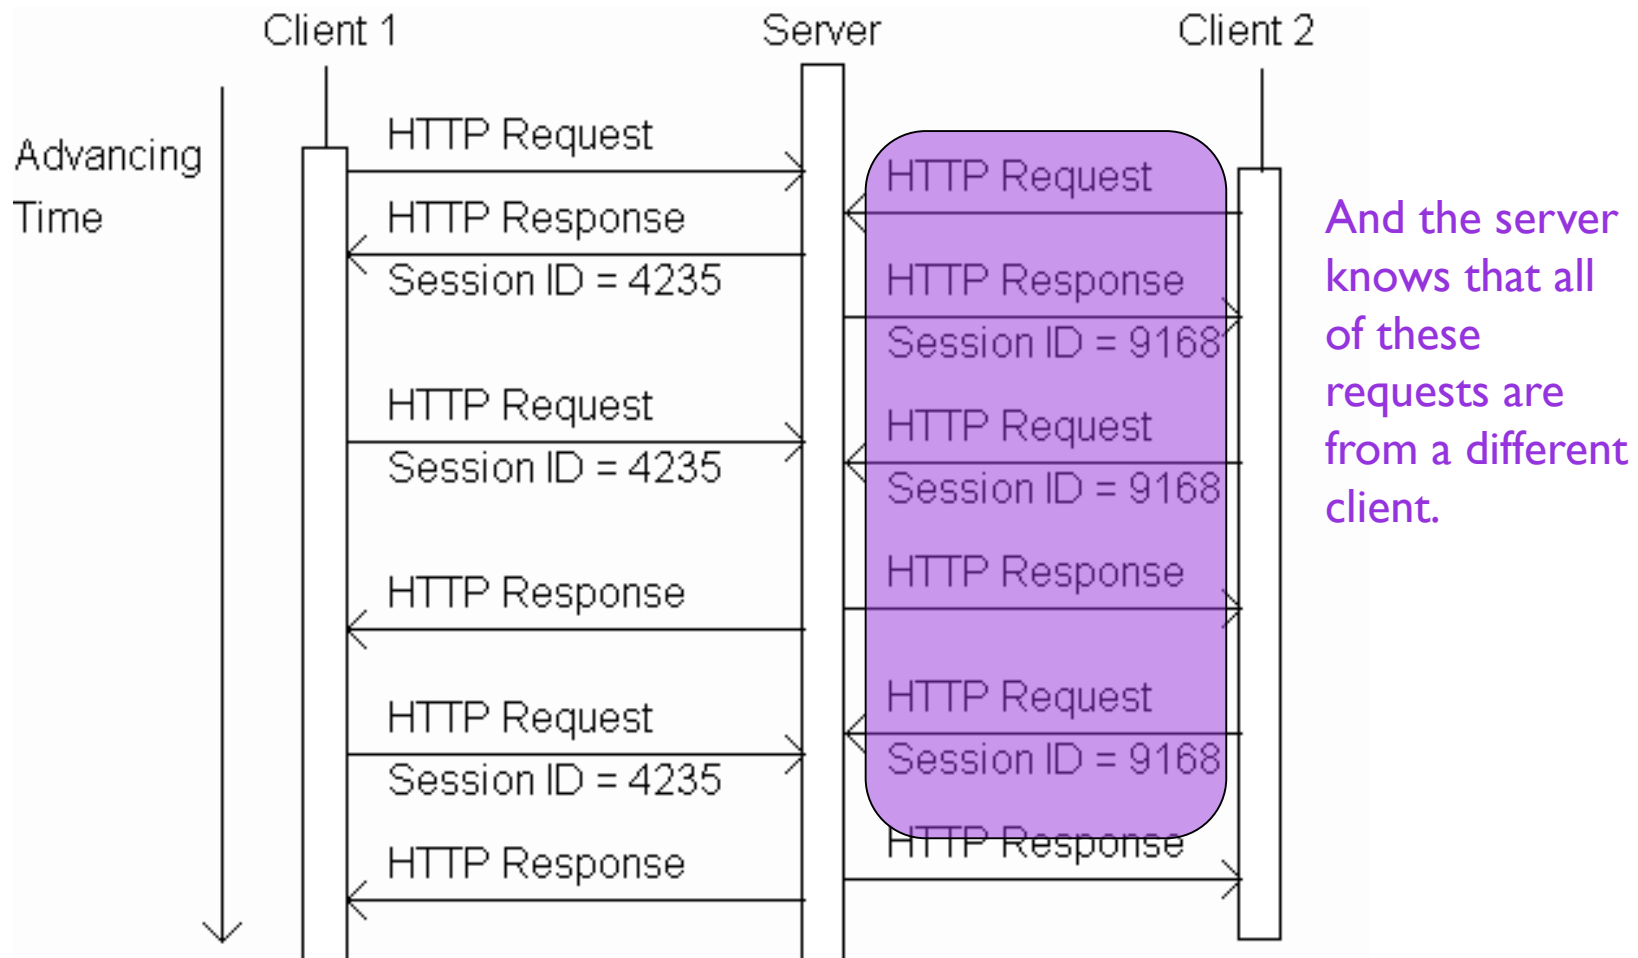 Client 1
Server
Client 2
Advancing
Time
HTTP Request
HTTP Response
Session ID = 4235
HTTP Request
Session ID = 4235
HTTP Response
HTTP Request
Session ID = 4235
HTTP Response
HTTP Request
HTTP Response
Session ID = 9168
HTTP Request
Session ID = 9168
HTTP Response
HTTP Request
Session ID = 9168
HTTP Response
And the server
knows that all
of these
requests are
from a different
client.